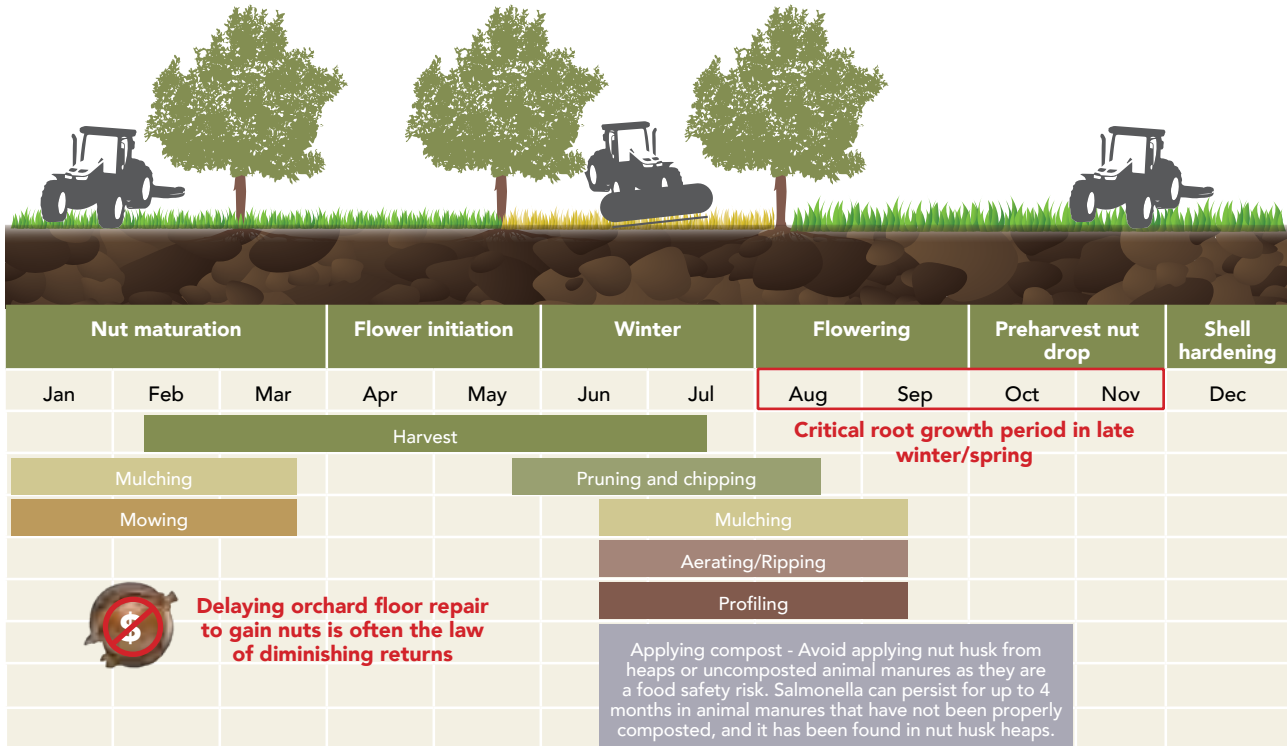 Nut maturation
Flower initiation
Winter
Flowering
Preharvest nut
drop
Shell
hardening
Jan
Feb
Mar
Apr
May
Jun
Jul
Aug
Sep
Oct
Nov
Dec
Harvest
Critical root growth period in late
winter/spring
Mulching
Pruning and chipping
Mowing
Mulching
Aerating/Ripping
Profiling
$
Delaying orchard floor repair
to gain nuts is often the law
of diminishing returns
Applying compost - Avoid applying nut husk from
heaps or uncomposted animal manures as they are
a food safety risk. Salmonella can persist for up to 4
months in animal manures that have not been properly
composted, and it has been found in nut husk heaps.